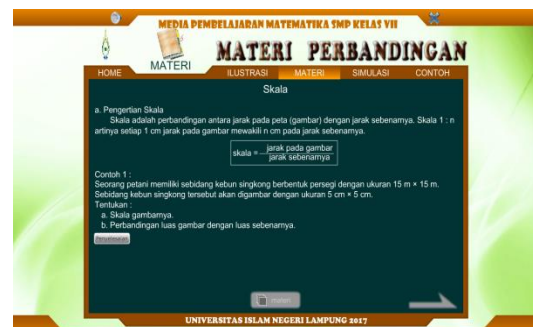 MEDIA PEMBELAJARAN MATEMATIKA SMP KELAS VII
MATERI PERBANDINGAN
MATERI
HOME
ILUSTRASI
MATERI
SIMULASI
CONTOH
Skala
a. Pengertian Skala
Skala adalah perbandingan antara jarak pada peta (gambar) dengan jarak sebenarnya. Skala 1 : n
artinya setiap 1 cm jarak pada gambar mewakili n cm pada jarak sebenarnya.
skala = jarak pada gambar
jarak sebenarnya
Contoh 1 :
Seorang petani memiliki sebidang kebun singkong berbentuk persegi dengan ukuran 15 m × 15 m.
Sebidang kebun singkong tersebut akan digambar dengan ukuran 5 cm × 5 cm.
Tentukan :
a. Skala gambarnya.
b. Perbandingan luas gambar dengan luas sebenarnya.
Penyelesaian
materi
UNIVERSITAS ISLAM NEGERI LAMPUNG 2017